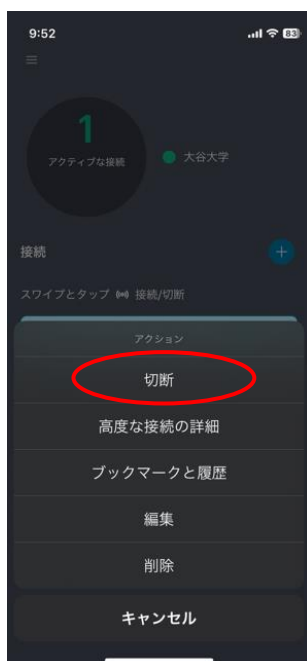 9:52
83
1
アクティブな接続
大谷大学
接続
スワイプとタップ 接続/切断
アクション
切断
高度な接続の詳細
ブックマークと履歴
編集
削除
キャンセル